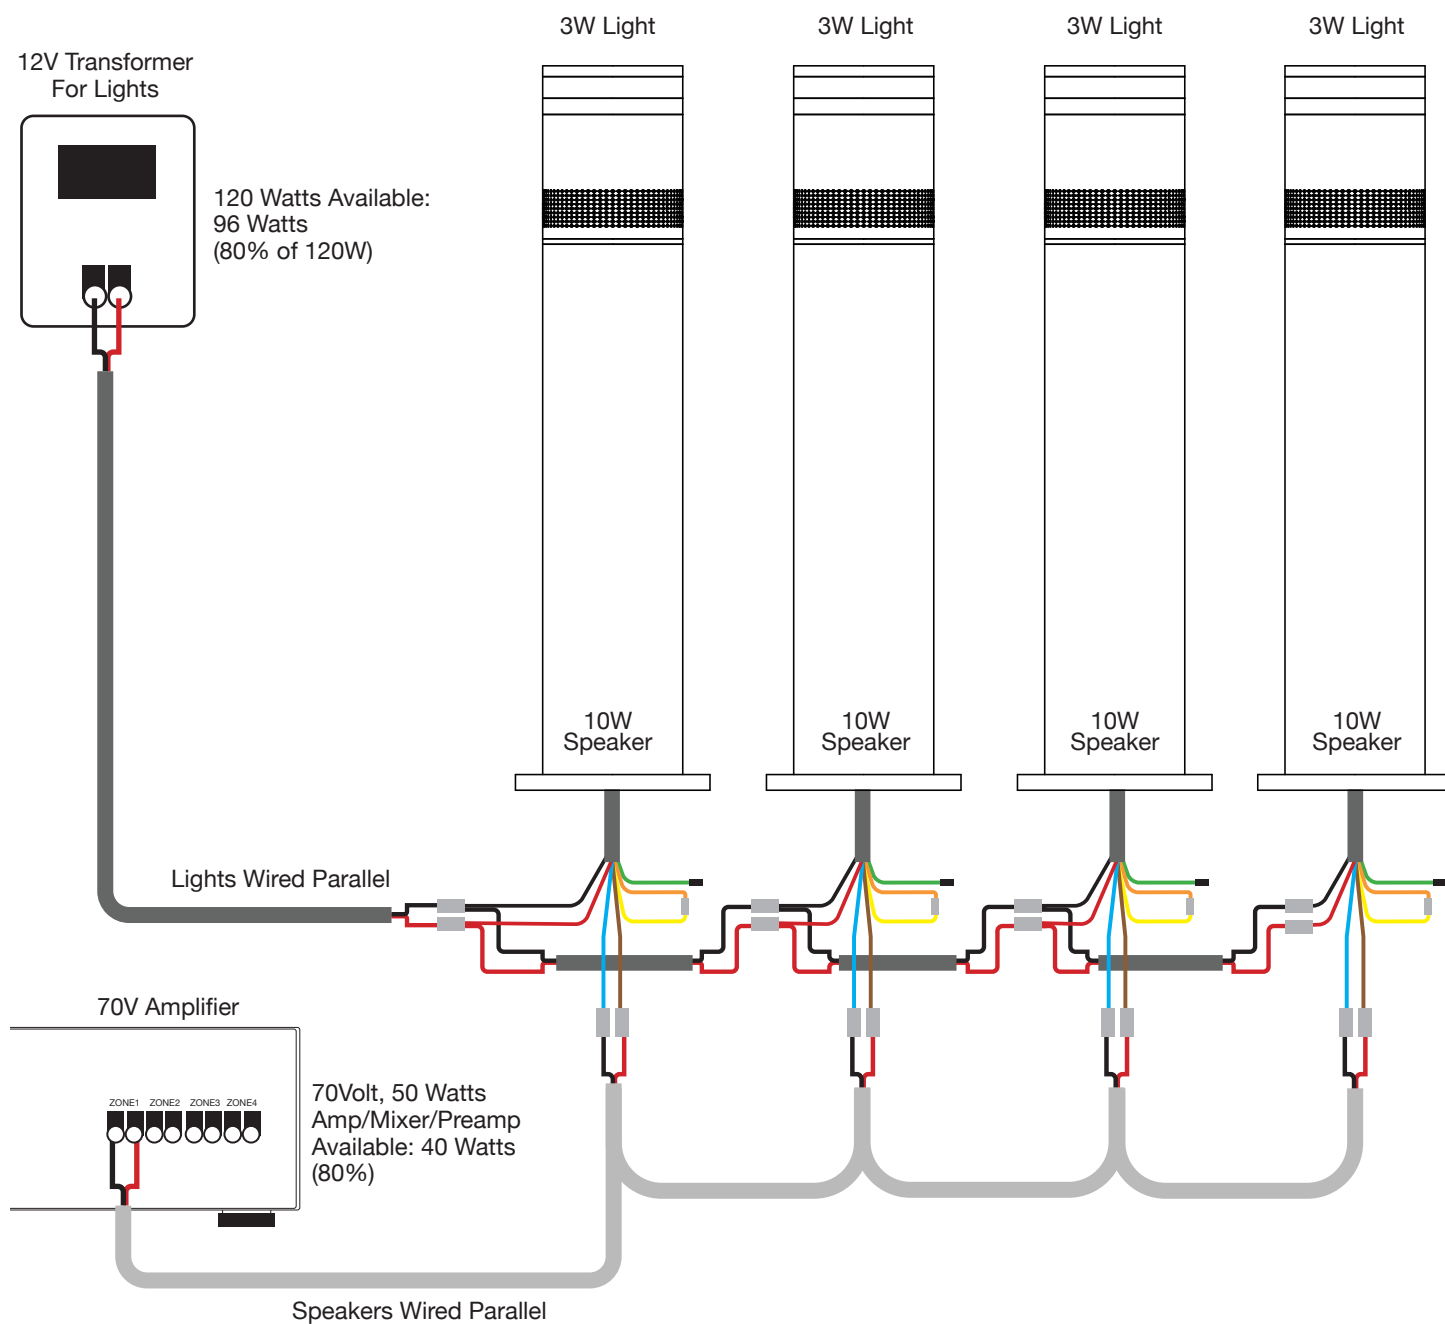 3W Light
3W Light
3W Light
3W Light
12V Transformer
For Lights
120 Watts Available:
96 Watts
(80% of 120W)
10W
Speaker
10W
Speaker
10W
Speaker
10W
Speaker
Lights Wired Parallel
70V Amplifier
ZONE1 ZONE2 ZONE3 ZONE4
70Volt, 50 Watts
Amp/Mixer/Preamp
Available: 40 Watts
(80%)
Speakers Wired Parallel